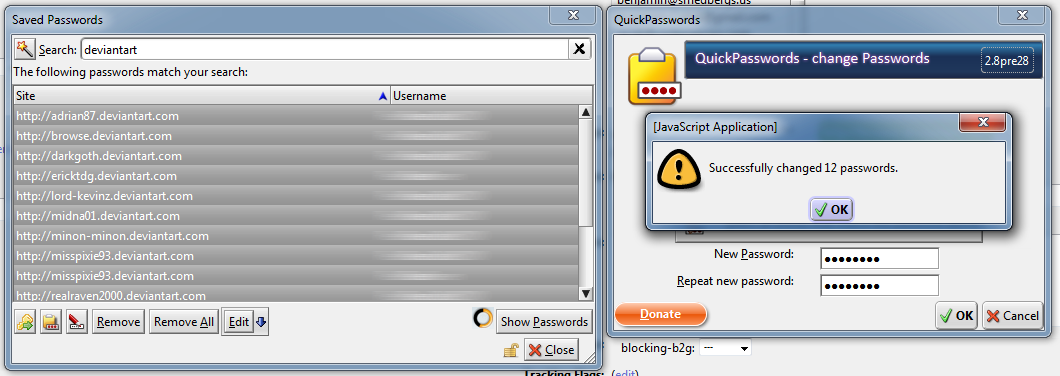 Saved Passwords
Search: deviantart
The following passwords match your search:
Site Username
http://adrian87.deviantart.com
http://browse.deviantart.com
http://darkgoth.deviantart.com
http://ericktdg.deviantart.com
http://lord-kevinz.deviantart.com
http://midna01.deviantart.com
http://minon-minon.deviantart.com
http://misspixie93.deviantart.com
http://misspixie93.deviantart.com
http://realraven2000.deviantart.com
Remove Remove All Edit Show Passwords
Close
QuickPasswords
QuickPasswords - change Passwords 2.8pre28
[JavaScript Application]
Successfully changed 12 passwords.
OK
New Password:
Repeat new password:
Donate OK Cancel
blocking-b2g: ---
Tracking Flags: (edit)